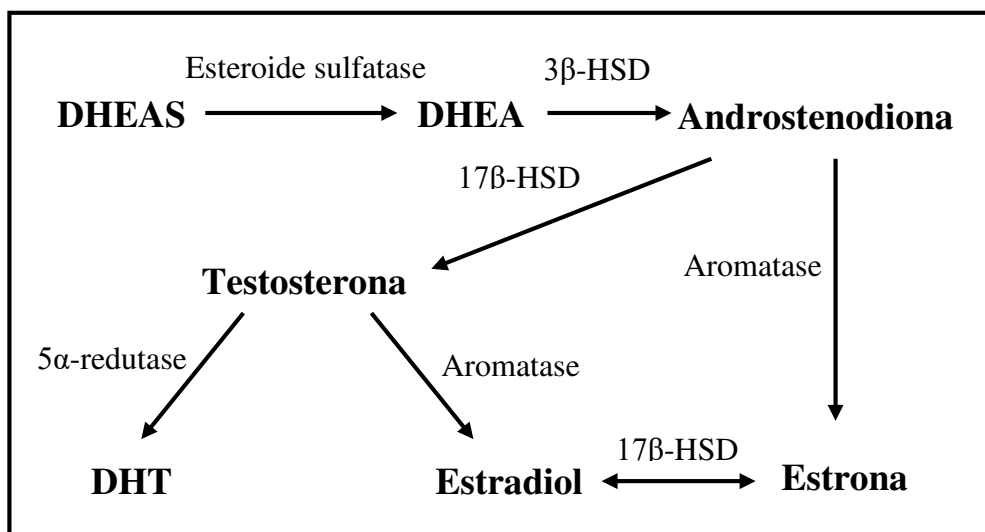 Esteroide sulfatase
3β-HSD
DHEAS
DHEA
Androstenodiona
17β-HSD
Aromatase
Testosterona
5α-redutase
Aromatase
17β-HSD
DHT
Estradiol
Estrona